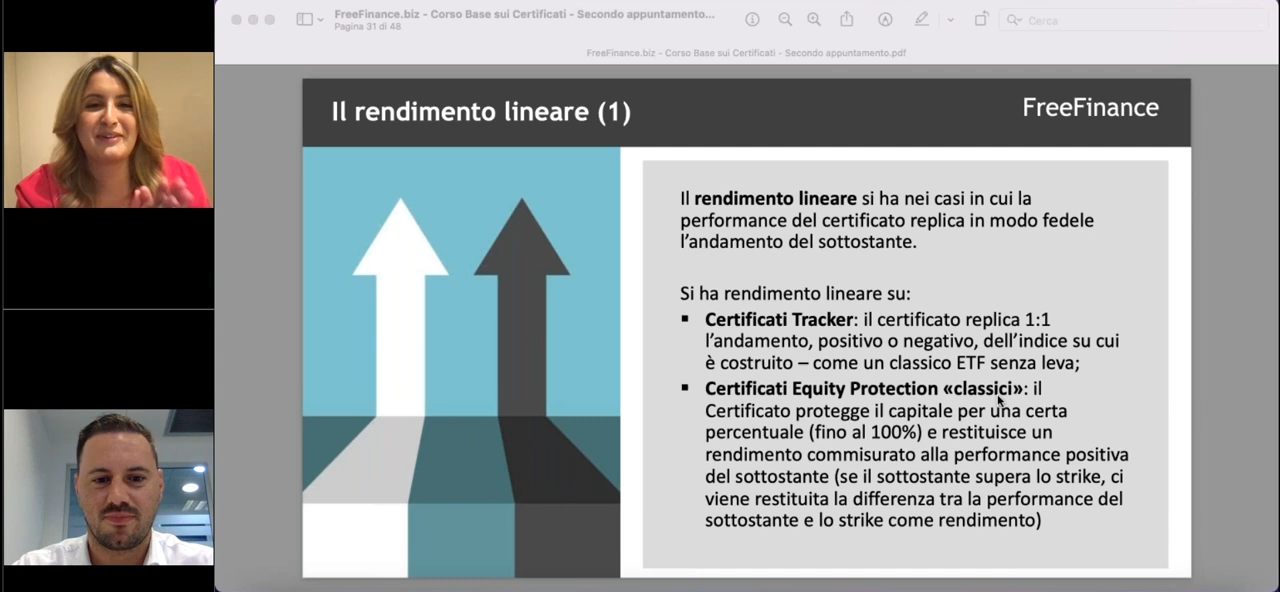 FreeFinance.biz - Corso Base sui Certificati - Secondo appuntamento...
Pagina 31 di 48
Cerca
FreeFinance.biz - Corso Base sui Certificati - Secondo appuntamento.pdf
Il rendimento lineare (1)
FreeFinance
Il rendimento lineare si ha nei casi in cui la
performance del certificato replica in modo fedele
l’andamento del sottostante.
Si ha rendimento lineare su:
▪ Certificati Tracker: il certificato replica 1:1
l’andamento, positivo o negativo, dell’indice su cui
è costruito – come un classico ETF senza leva;
▪ Certificati Equity Protection «classici»: il
Certificato protegge il capitale per una certa
percentuale (fino al 100%) e restituisce un
rendimento commisurato alla performance positiva
del sottostante (se il sottostante supera lo strike, ci
viene restituita la differenza tra la performance del
sottostante e lo strike come rendimento)